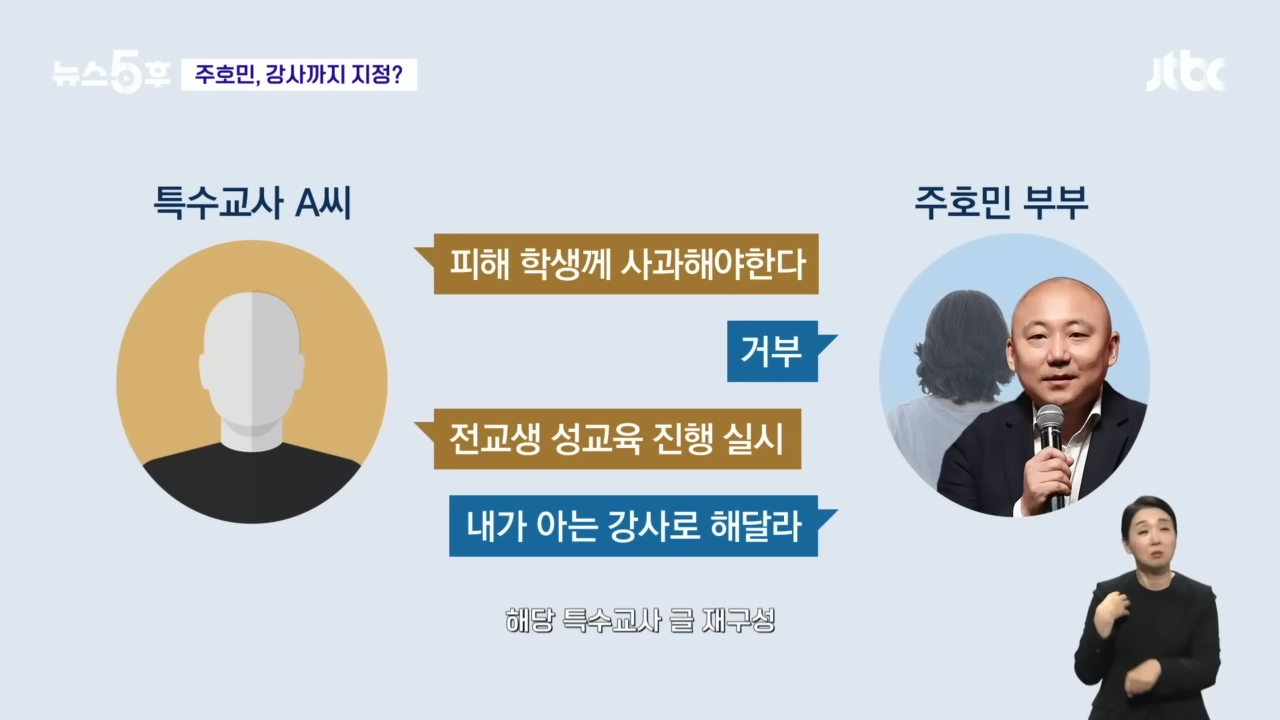 뉴스5후
주호민, 강사까지 지정?
jtbc
특수교사 A씨
주호민 부부
피해 학생께 사과해야한다
거부
전교생 성교육 진행 실시
내가 아는 강사로 해달라
해당 특수교사 글 재구성